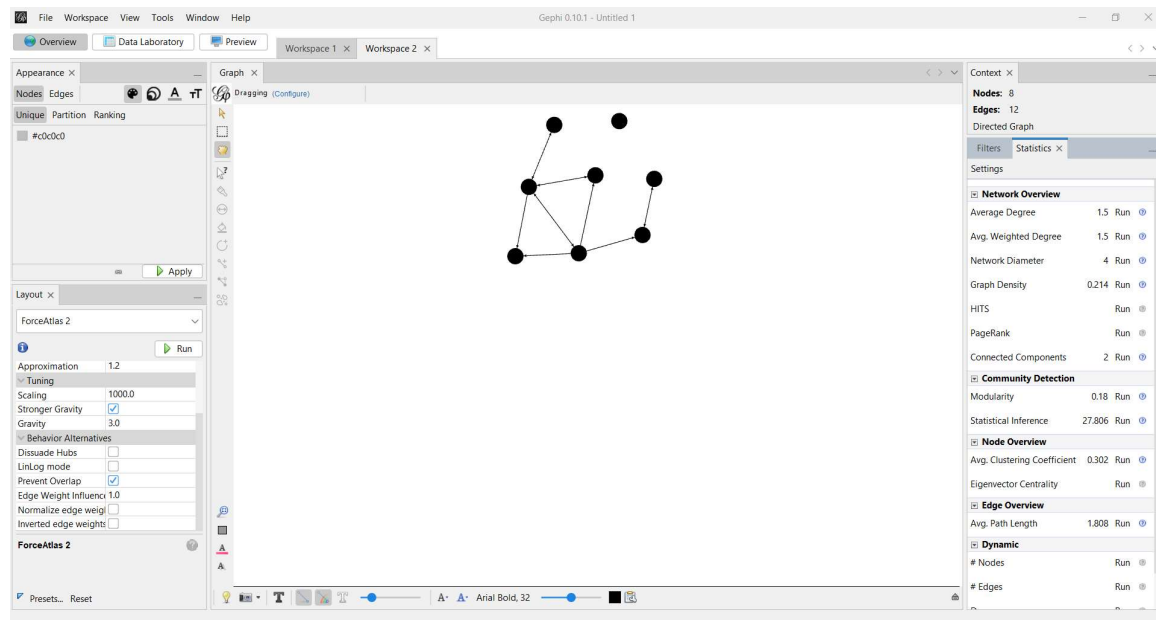 File Workspace View Tools Window Help
Gephi 0.10.1 - Untitled 1
Overview
Data Laboratory
Preview
Workspace 1
Workspace 2
Appearance
Nodes Edges
Unique Partition Ranking
#c0c0c0
Apply
Layout
ForceAtlas 2
Run
Approximation 1.2
Tuning
Scaling 1000.0
Stronger Gravity
Gravity 3.0
Behavior Alternatives
Dissuade Hubs
LinLog mode
Prevent Overlap
Edge Weight Influenc 1.0
Normalize edge weigl
Inverted edge weights
ForceAtlas 2
Presets... Reset
Graph
Dragging (Configure)
A- A- Arial Bold, 32
Context
Nodes: 8
Edges: 12
Directed Graph
Filters Statistics
Settings
Network Overview
Average Degree 1.5 Run
Avg. Weighted Degree 1.5 Run
Network Diameter 4 Run
Graph Density 0.214 Run
HITS Run
PageRank Run
Connected Components 2 Run
Community Detection
Modularity 0.18 Run
Statistical Inference 27.806 Run
Node Overview
Avg. Clustering Coefficient 0.302 Run
Eigenvector Centrality Run
Edge Overview
Avg. Path Length 1.808 Run
Dynamic
# Nodes Run
# Edges Run